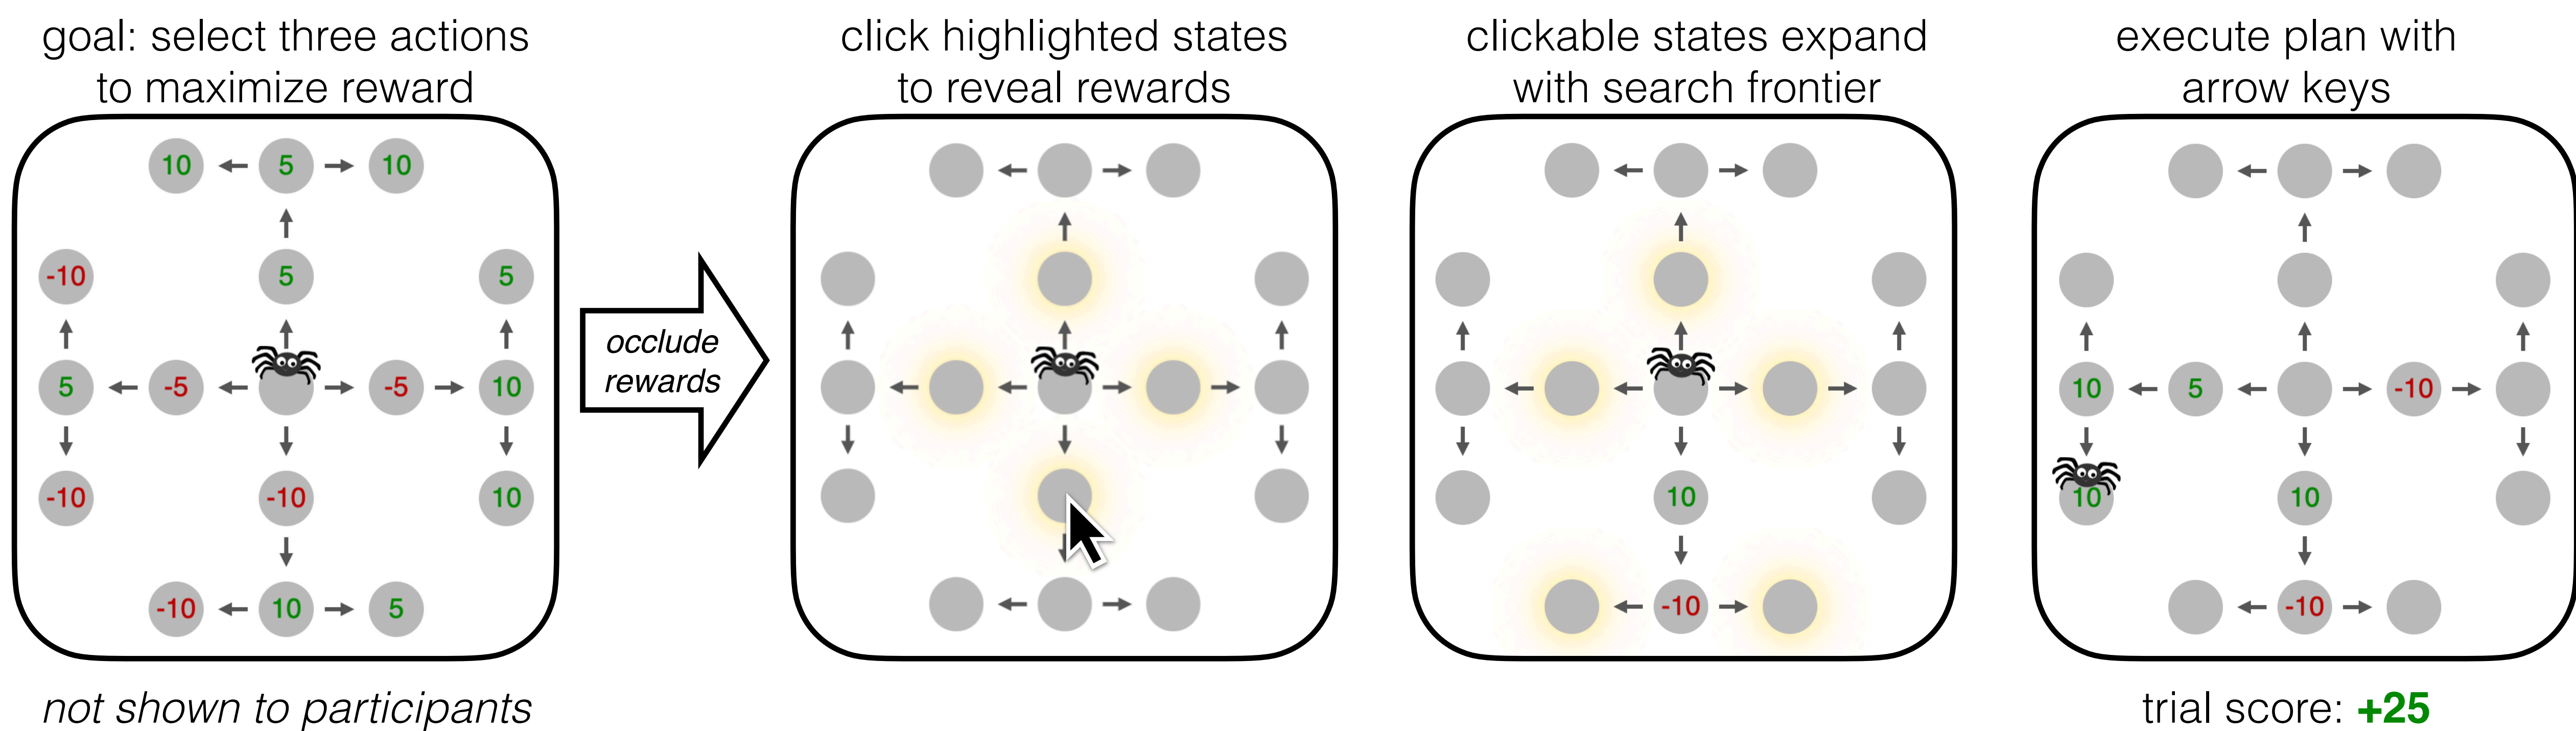 goal: select three actions
to maximize reward
10 5 10
-10 5 5
5 -5 -5 10
-10 -10 10
-10 10 5
not shown to participants
occlude
rewards
click highlighted states
to reveal rewards
clickable states expand
with search frontier
10
-10
execute plan with
arrow keys
10 5 -10
10 10
-10
trial score: +25